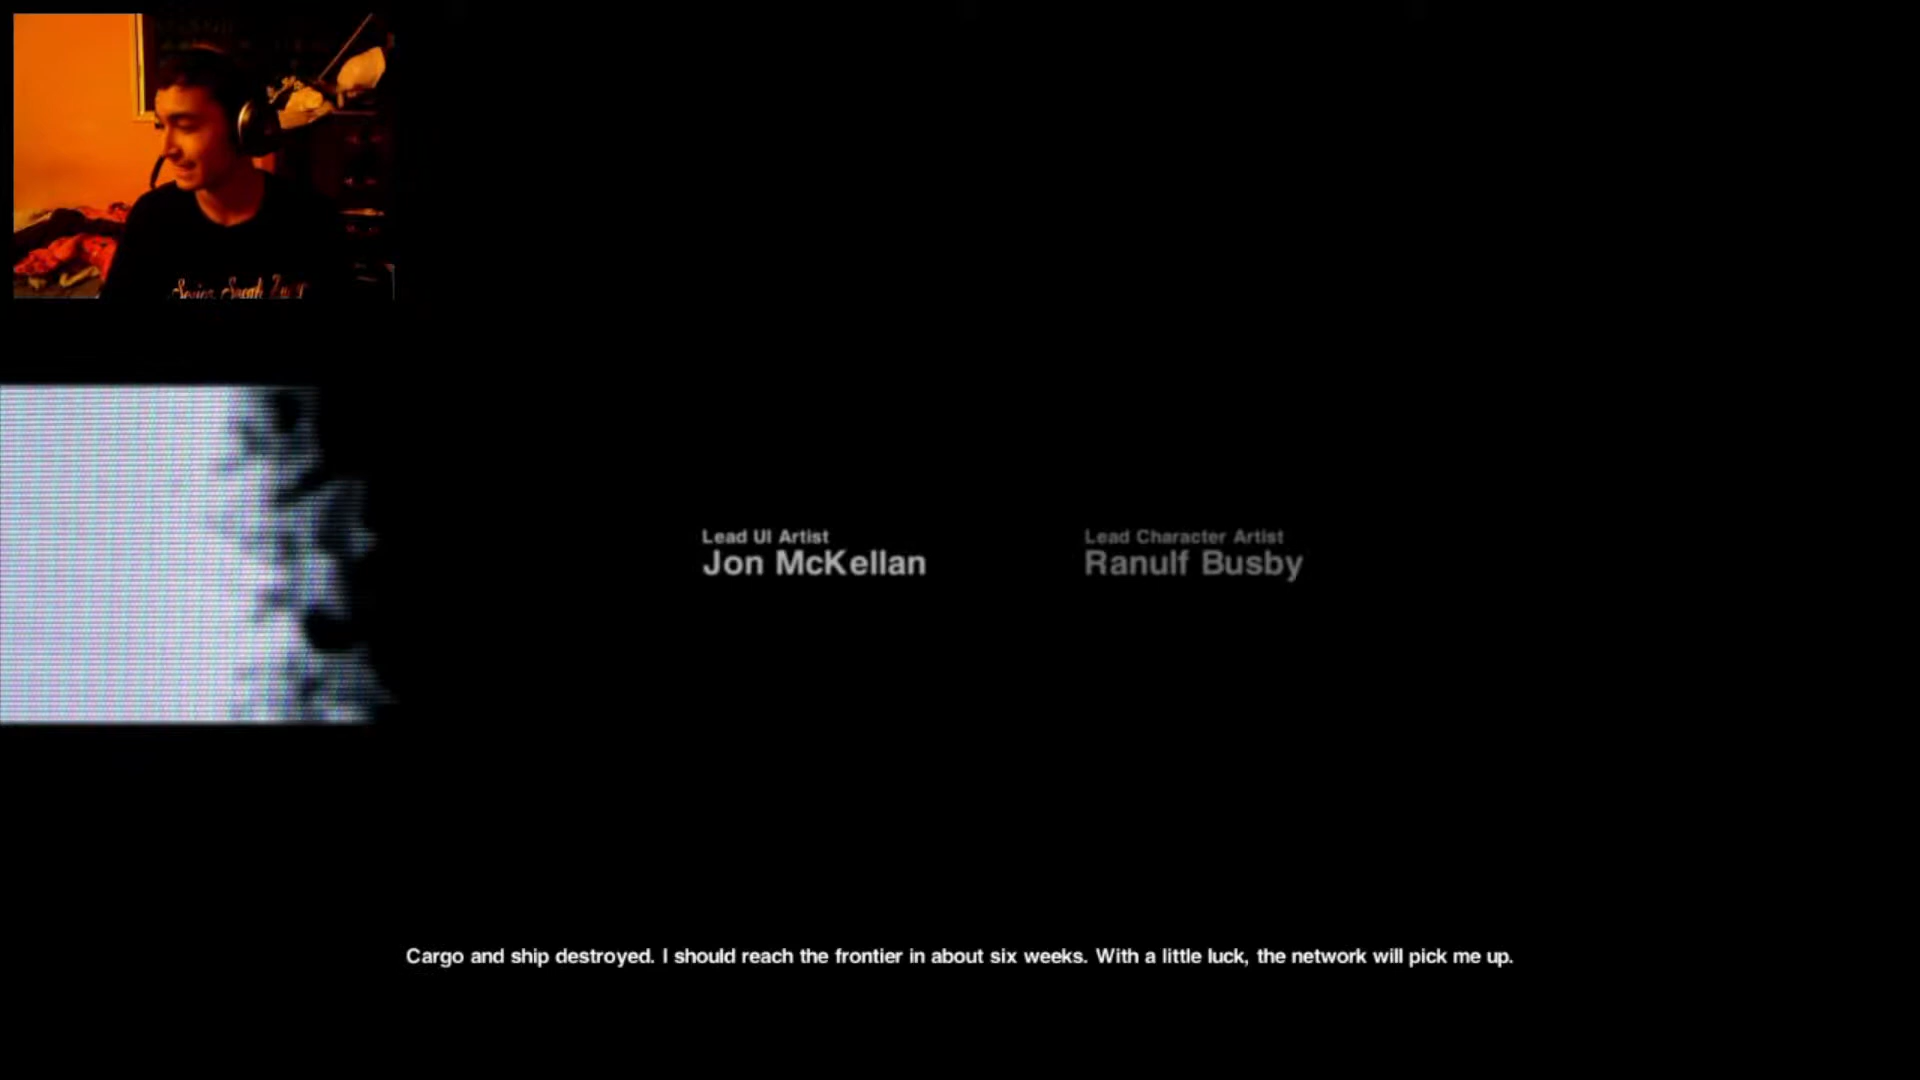 Lead UI Artist
Jon McKellan
Lead Character Artist
Ranulf Busby
Cargo and ship destroyed. I should reach the frontier in about six weeks. With a little luck, the network will pick me up.